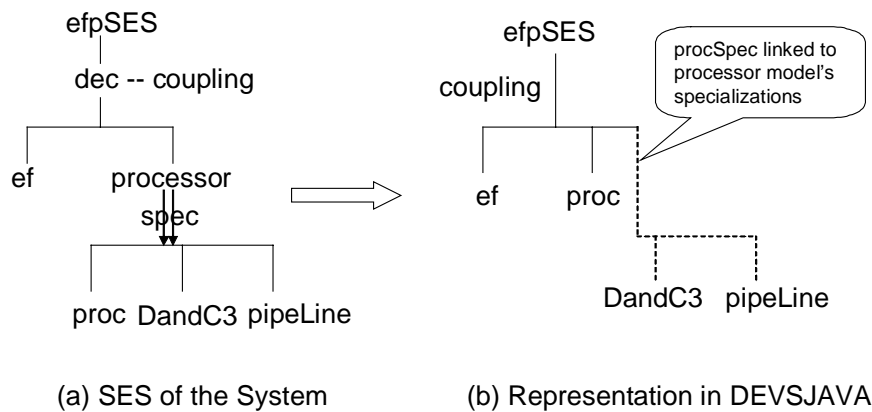 efpSES
dec -- coupling
ef
processor
spec
proc
DandC3
pipeLine
(a) SES of the System
efpSES
coupling
procSpec linked to
processor model's
specializations
ef
proc
DandC3
pipeLine
(b) Representation in DEVSJAVA